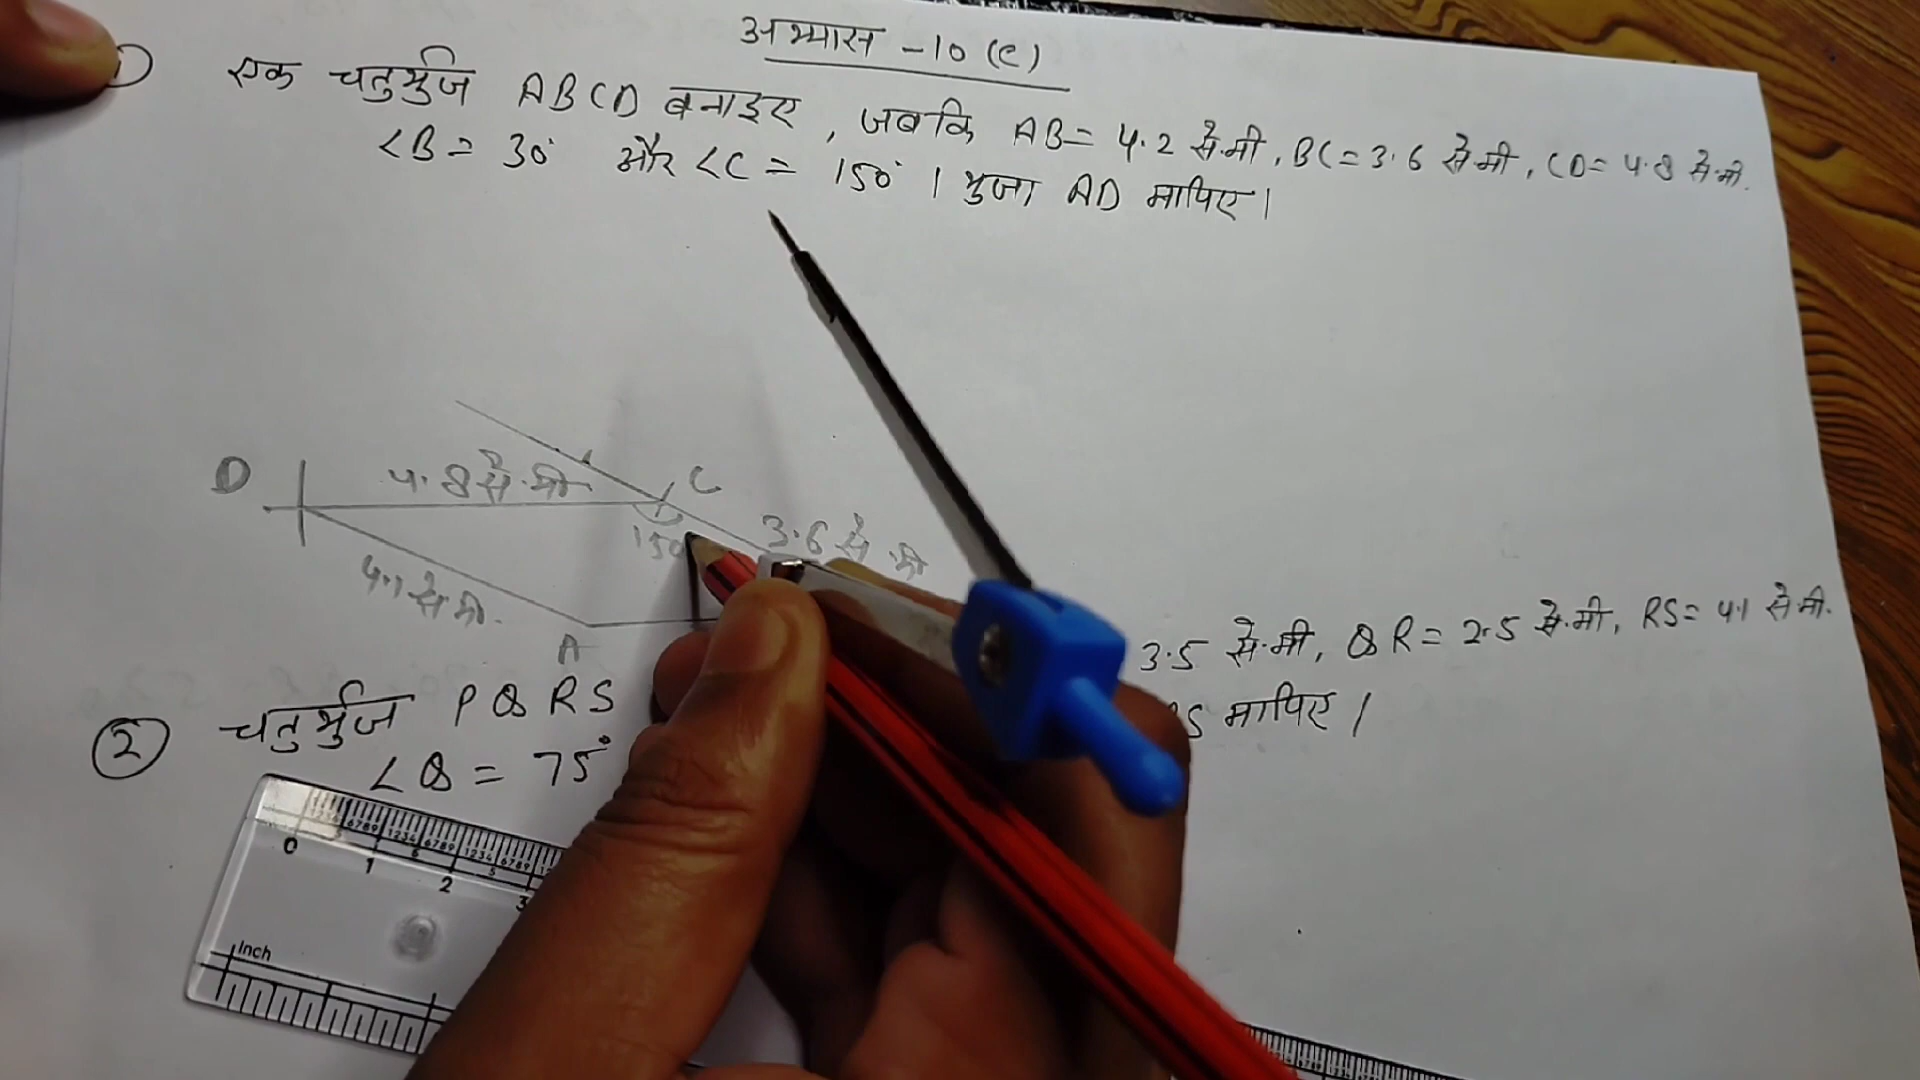 अभ्यास - 10 (e)
1) एक चतुर्भुज ABCD बनाइए, जबकि AB = 4.2 से.मी, BC = 3.6 से.मी, CD = 4.8 से.मी.
∠B = 30° और ∠C = 150° । भुजा AD मापिए।
D 4.8 से.मी C
150 3.6 से मी
4.1 से.मी.
A
② चतुर्भुज PQRS 3.5 से.मी, QR = 2.5 से.मी, RS = 4.1 से.मी.
∠Q = 75° S मापिए।
0 1 2 3
Inch